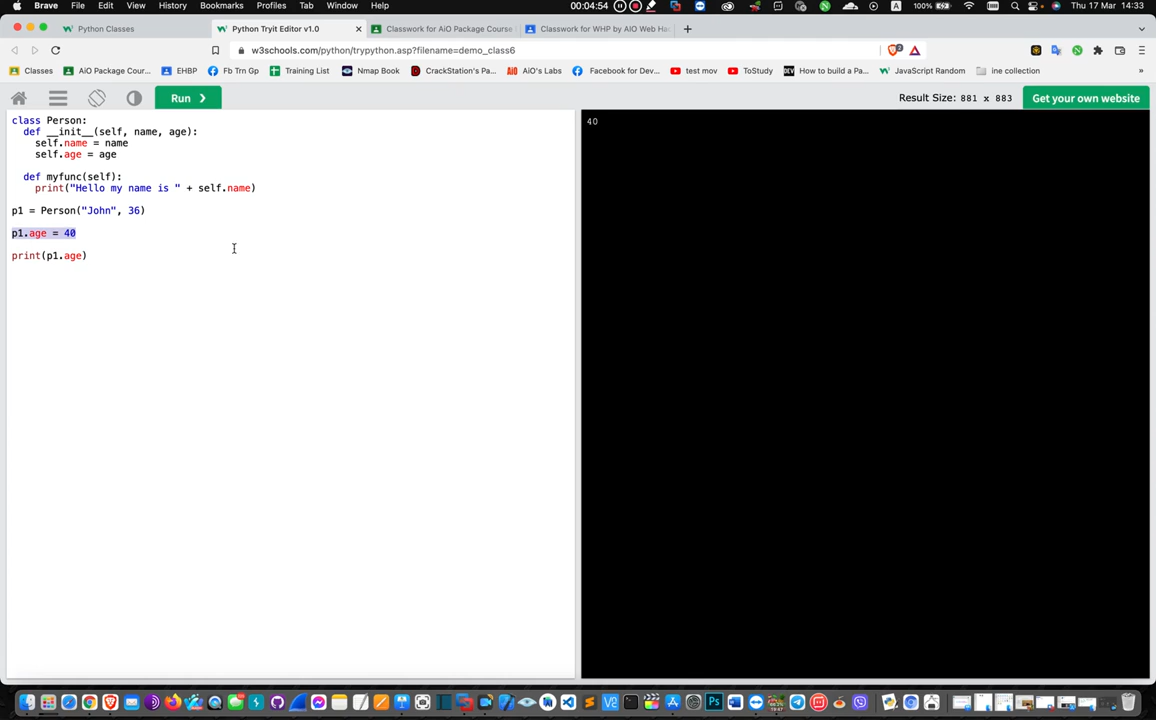 Brave File Edit View History Bookmarks Profiles Tab Window Help 00:04:54 100% Thu 17 Mar 14:33
Python Classes Python Tryit Editor v1.0 Classwork for AiO Package Course Classwork for WHP by AIO Web Hac
w3schools.com/python/trypython.asp?filename=demo_class6
Classes AiO Package Cour... EHBP Fb Trn Gp Training List Nmap Book CrackStation's Pa... AiO's Labs Facebook for Dev... test mov ToStudy How to build a Pa... JavaScript Random ine collection »
Run ❯ Result Size: 881 x 883 Get your own website
class Person:
def __init__(self, name, age):
self.name = name
self.age = age
def myfunc(self):
print("Hello my name is " + self.name)
p1 = Person("John", 36)
p1.age = 40
print(p1.age)
40